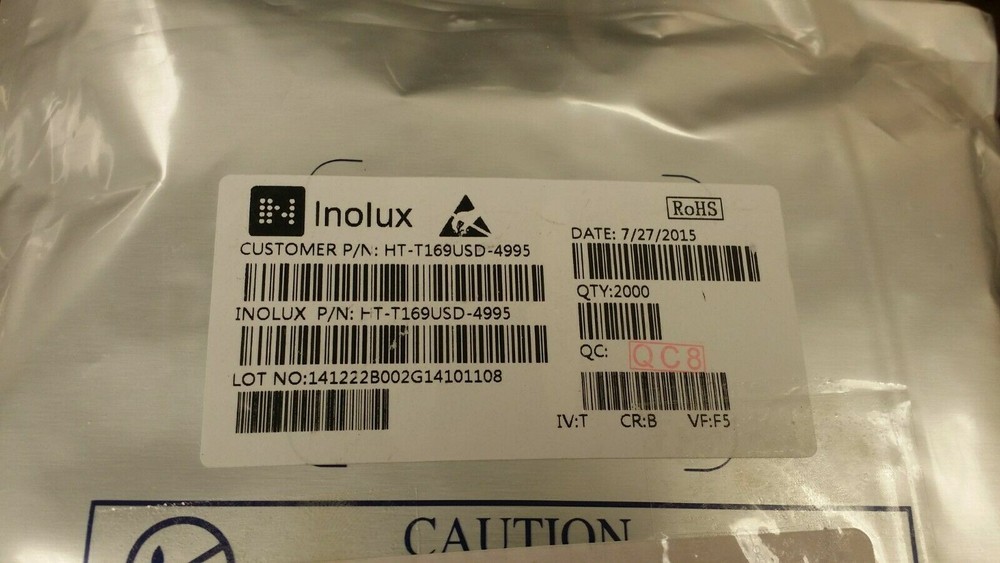 Inolux
RoHS
CUSTOMER P/N: HT-T169USD-4995
DATE: 7/27/2015
INOLUX P/N: HT-T169USD-4995
QTY:2000
LOT NO:141222B002G14101108
QC: QC8
IV:T CR:B VF:F5
CAUTION